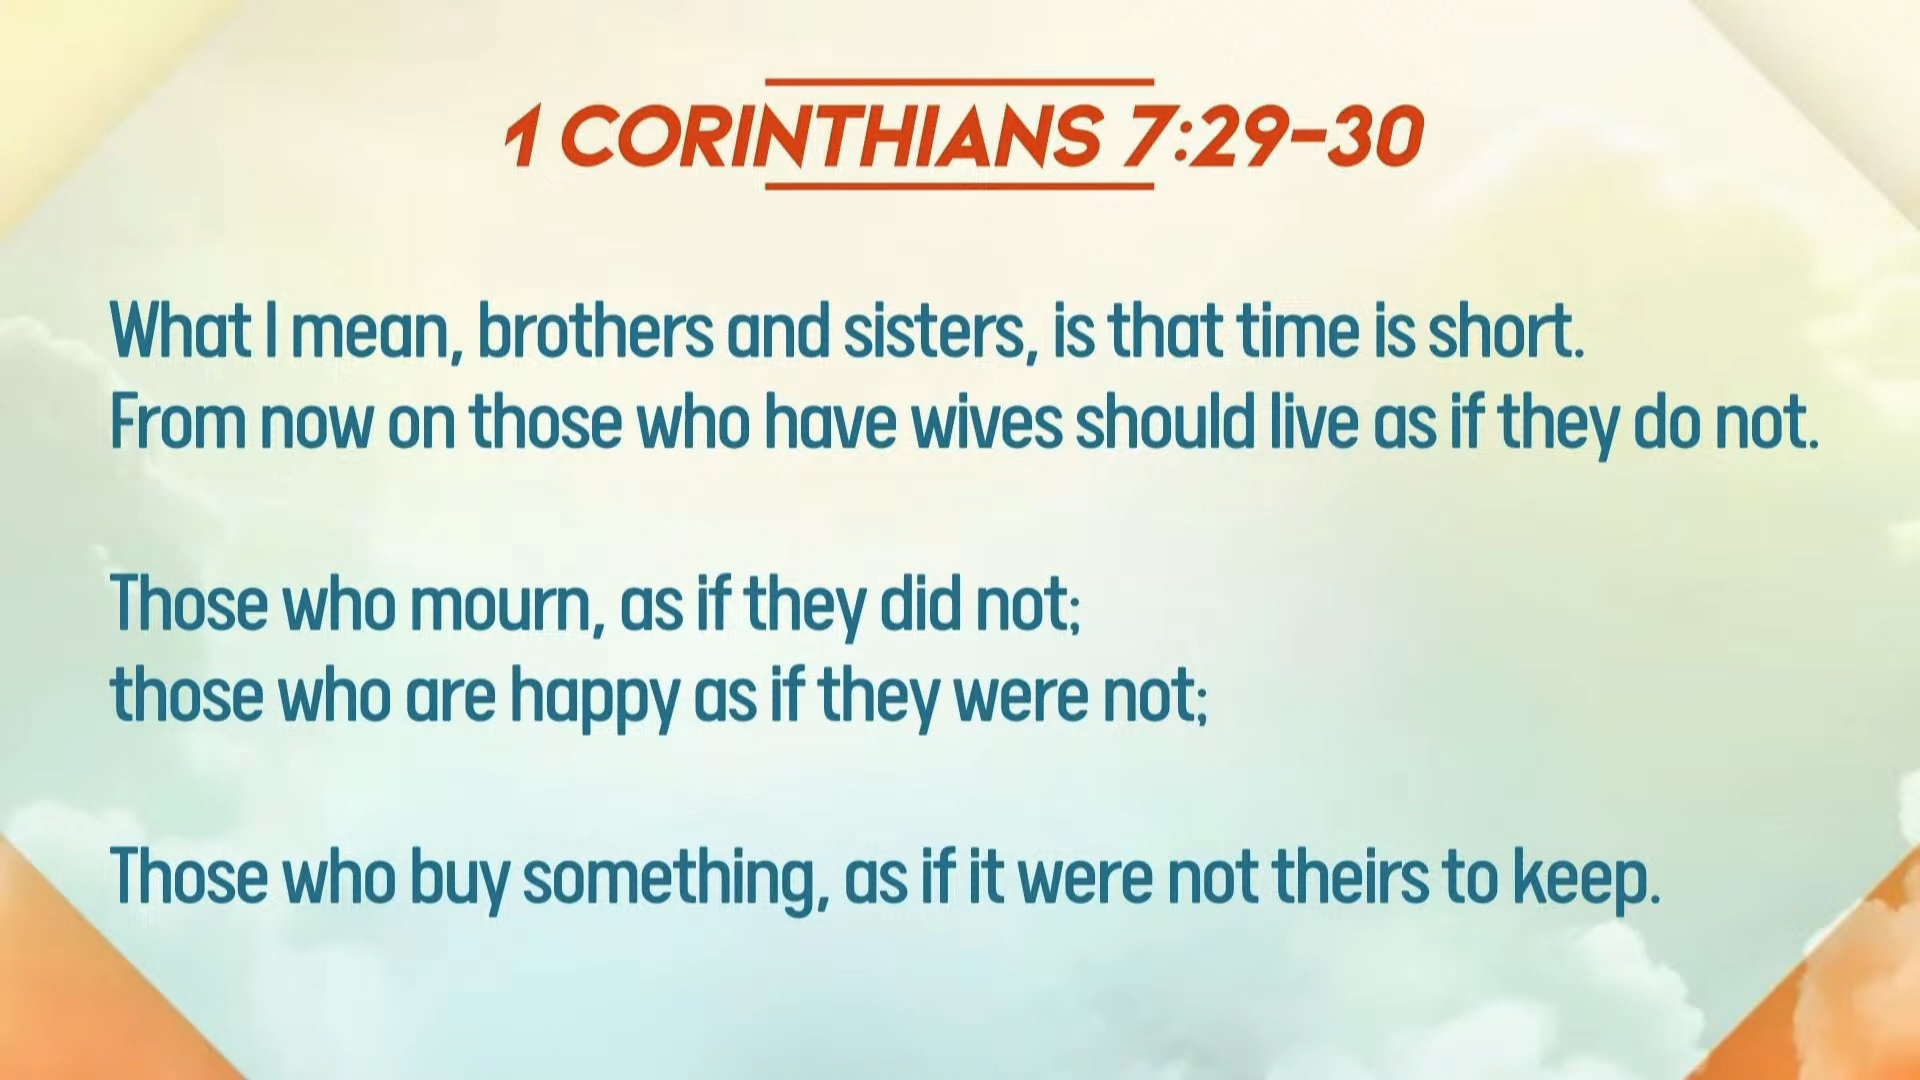 1 CORINTHIANS 7:29-30
What I mean, brothers and sisters, is that time is short.
From now on those who have wives should live as if they do not.
Those who mourn, as if they did not;
those who are happy as if they were not;
Those who buy something, as if it were not theirs to keep.